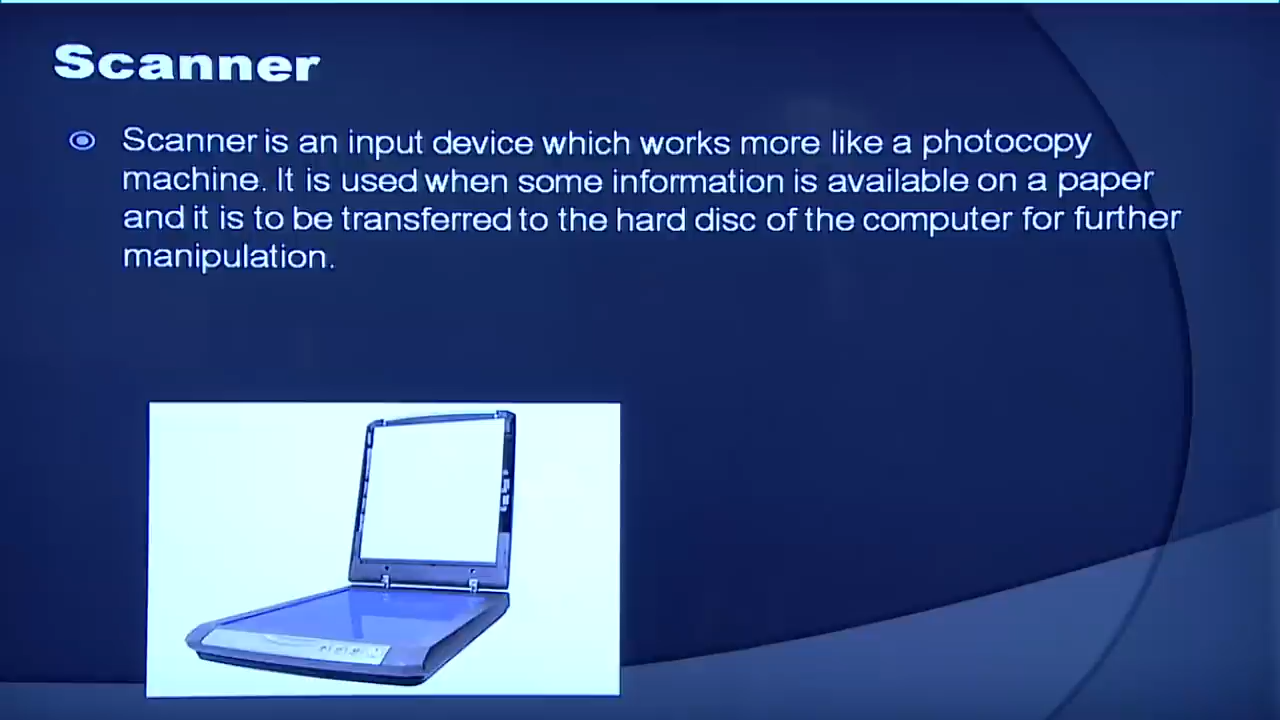 Scanner
Scanner is an input device which works more like a photocopy
machine. It is used when some information is available on a paper
and it is to be transferred to the hard disc of the computer for further
manipulation.